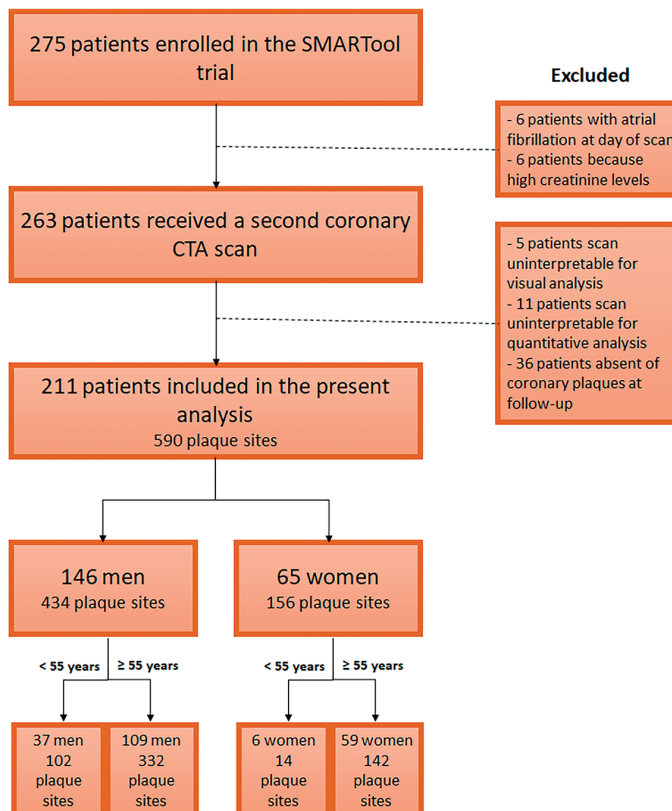 275 patients enrolled in the SMARTool
trial
Excluded
- 6 patients with atrial
fibrillation at day of scan
- 6 patients because
high creatinine levels
263 patients received a second coronary
CTA scan
- 5 patients scan
uninterpretable for
visual analysis
- 11 patients scan
uninterpretable for
quantitative analysis
- 36 patients absent of
coronary plaques at
follow-up
211 patients included in the present
analysis
590 plaque sites
146 men
434 plaque sites
65 women
156 plaque sites
< 55 years
≥ 55 years
< 55 years
≥ 55 years
37 men
102
plaque
sites
109 men
332
plaque
sites
6 women
14
plaque
sites
59 women
142
plaque
sites